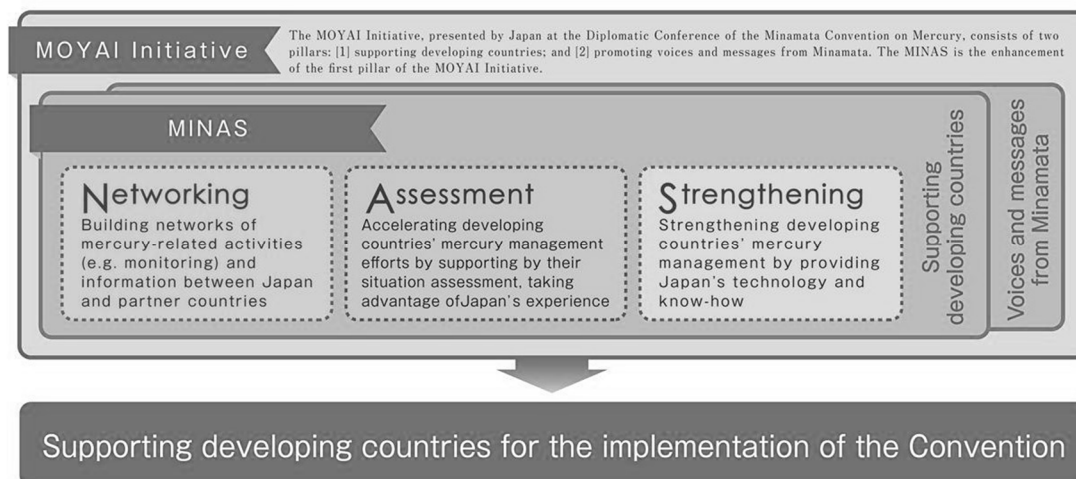 MOYAI Initiative
The MOYAI Initiative, presented by Japan at the Diplomatic Conference of the Minamata Convention on Mercury, consists of two
pillars: [1] supporting developing countries; and [2] promoting voices and messages from Minamata. The MINAS is the enhancement
of the first pillar of the MOYAI Initiative.
MINAS
Networking
Building networks of
mercury-related activities
(e.g. monitoring) and
information between Japan
and partner countries
Assessment
Accelerating developing
countries' mercury management
efforts by supporting by their
situation assessment, taking
advantage ofJapan's experience
Strengthening
Strengthening developing
countries' mercury
management by providing
Japan's technology and
know-how
Supporting
developing countries
Voices and messages
from Minamata
Supporting developing countries for the implementation of the Convention